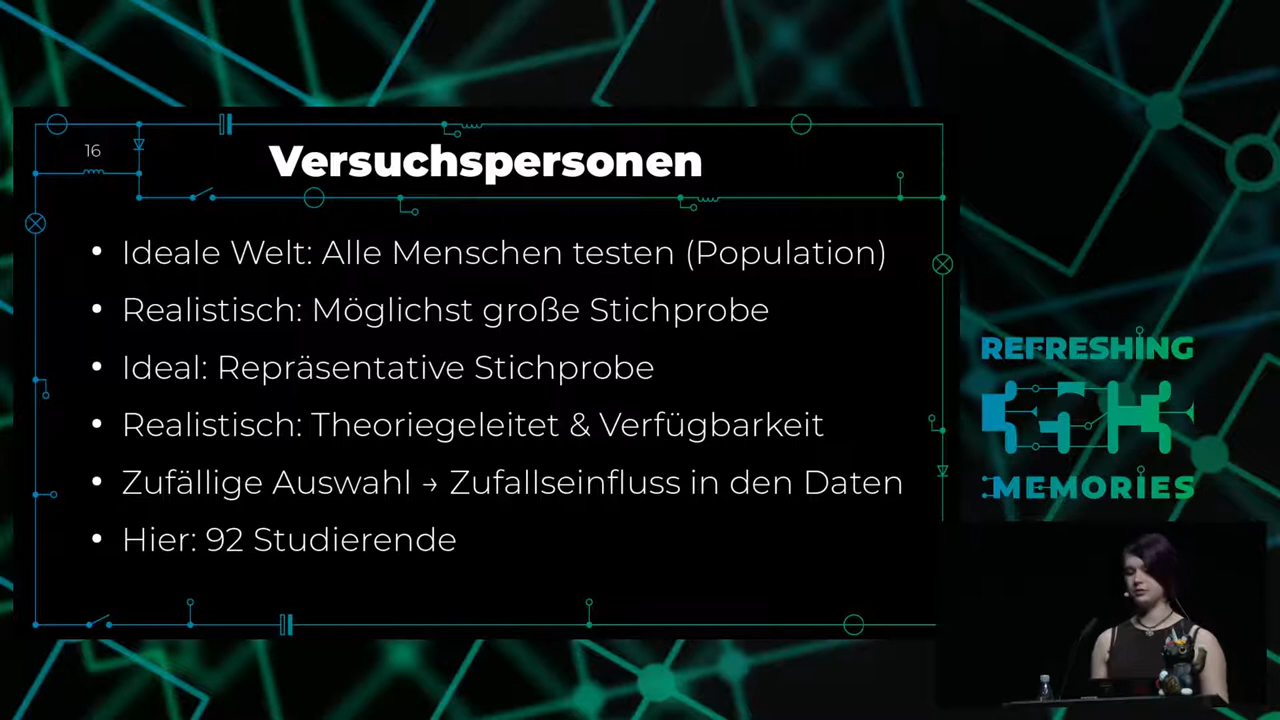 16
Versuchspersonen
• Ideale Welt: Alle Menschen testen (Population)
• Realistisch: Möglichst große Stichprobe
• Ideal: Repräsentative Stichprobe
• Realistisch: Theoriegeleitet & Verfügbarkeit
• Zufällige Auswahl → Zufallseinfluss in den Daten
• Hier: 92 Studierende
REFRESHING
MEMORIES